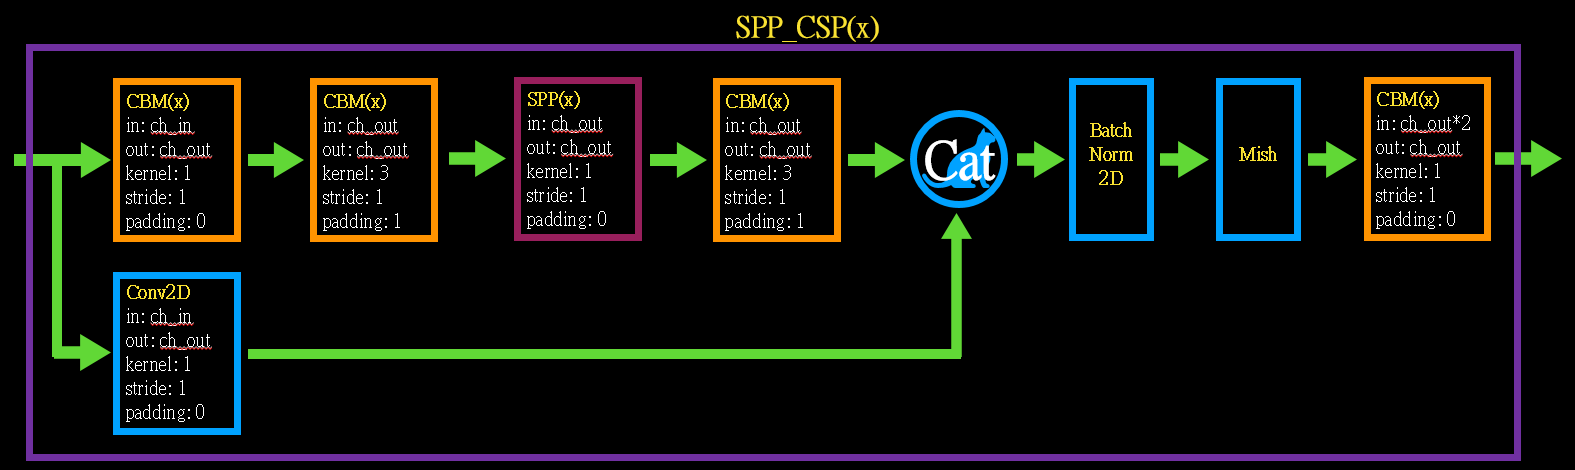 SPP_CSP(x)
CBM(x)
in: ch_in
out: ch_out
kernel: 1
stride: 1
padding: 0
CBM(x)
in: ch_out
out: ch_out
kernel: 3
stride: 1
padding: 1
SPP(x)
in: ch_out
out: ch_out
kernel: 1
stride: 1
padding: 0
CBM(x)
in: ch_out
out: ch_out
kernel: 3
stride: 1
padding: 1
Cat
Batch
Norm
2D
Mish
CBM(x)
in: ch_out*2
out: ch_out
kernel: 1
stride: 1
padding: 0
Conv2D
in: ch_in
out: ch_out
kernel: 1
stride: 1
padding: 0